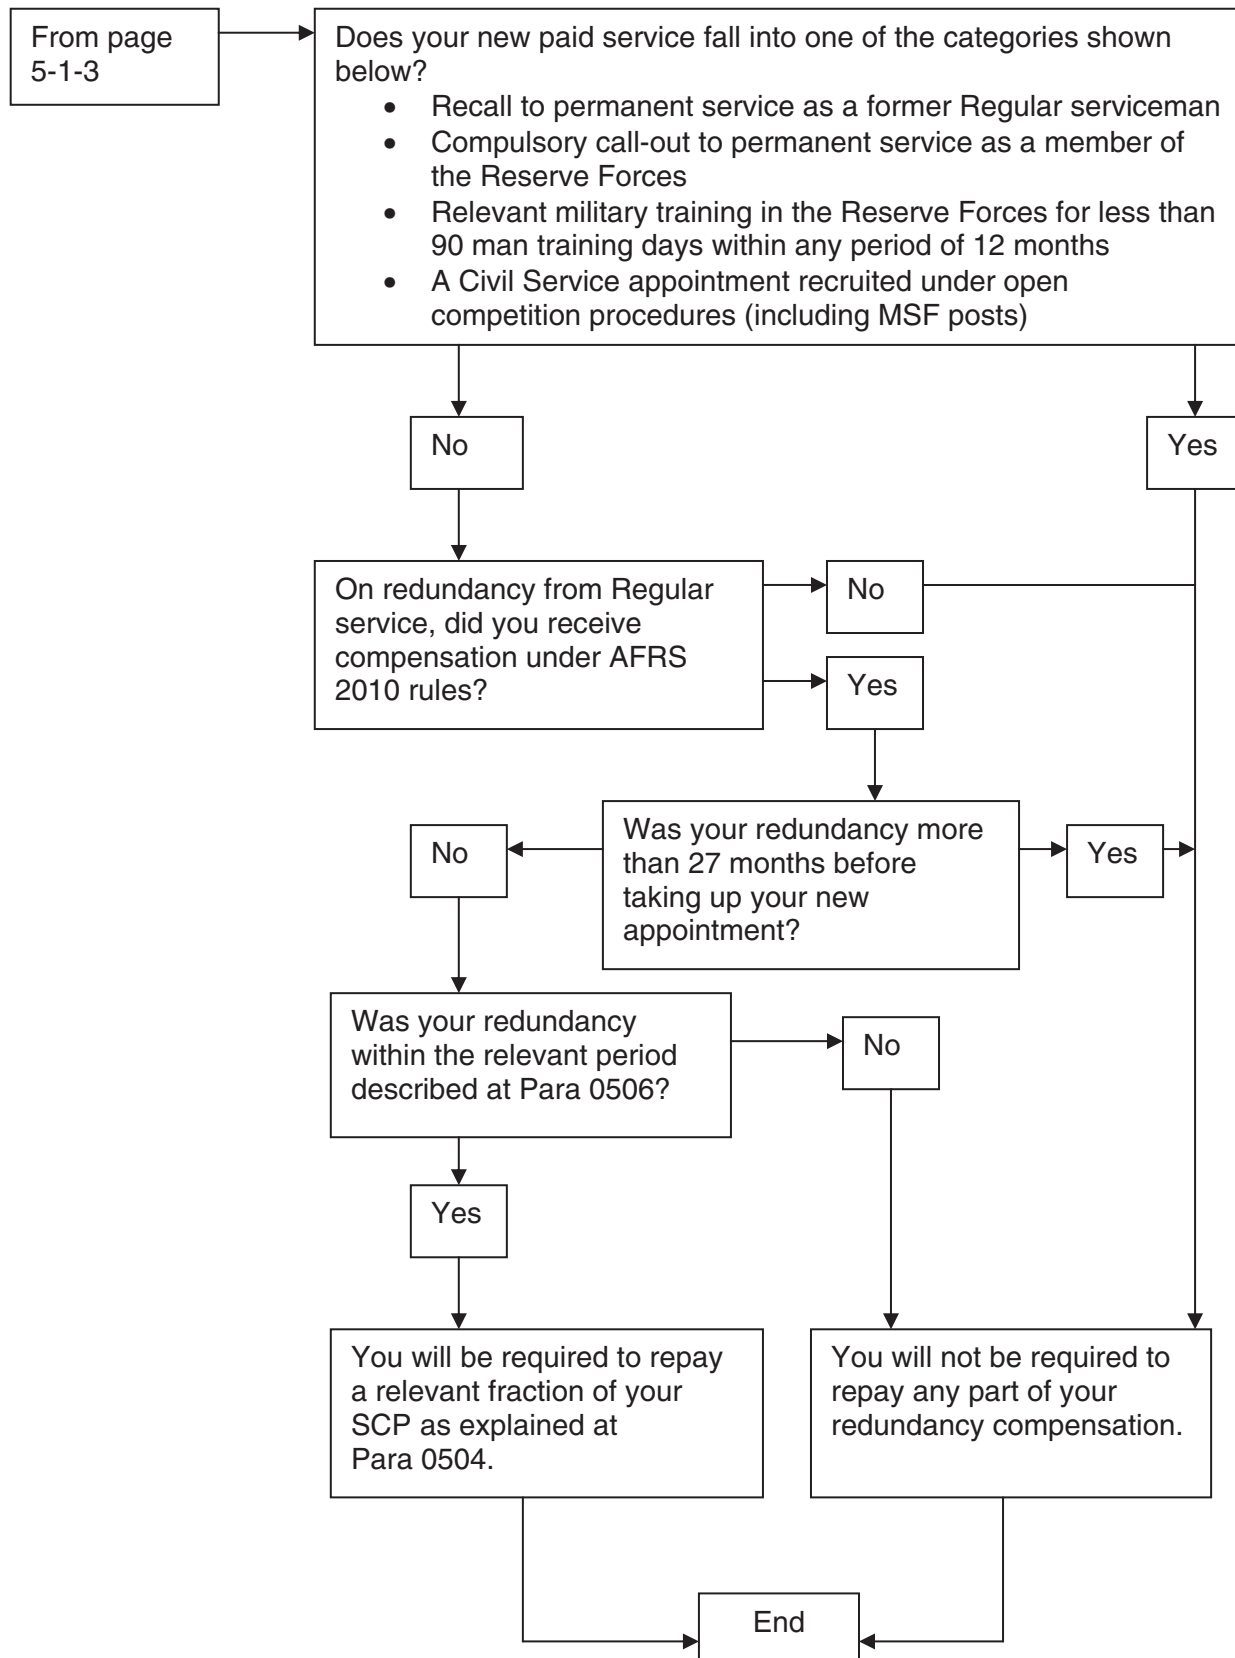 From page
5-1-3
Does your new paid service fall into one of the categories shown
below?
• Recall to permanent service as a former Regular serviceman
• Compulsory call-out to permanent service as a member of
the Reserve Forces
• Relevant military training in the Reserve Forces for less than
90 man training days within any period of 12 months
• A Civil Service appointment recruited under open
competition procedures (including MSF posts)
No
Yes
On redundancy from Regular
service, did you receive
compensation under AFRS
2010 rules?
No
Yes
Was your redundancy more
than 27 months before
taking up your new
appointment?
No
Yes
Was your redundancy
within the relevant period
described at Para 0506?
No
Yes
You will be required to repay
a relevant fraction of your
SCP as explained at
Para 0504.
You will not be required to
repay any part of your
redundancy compensation.
End